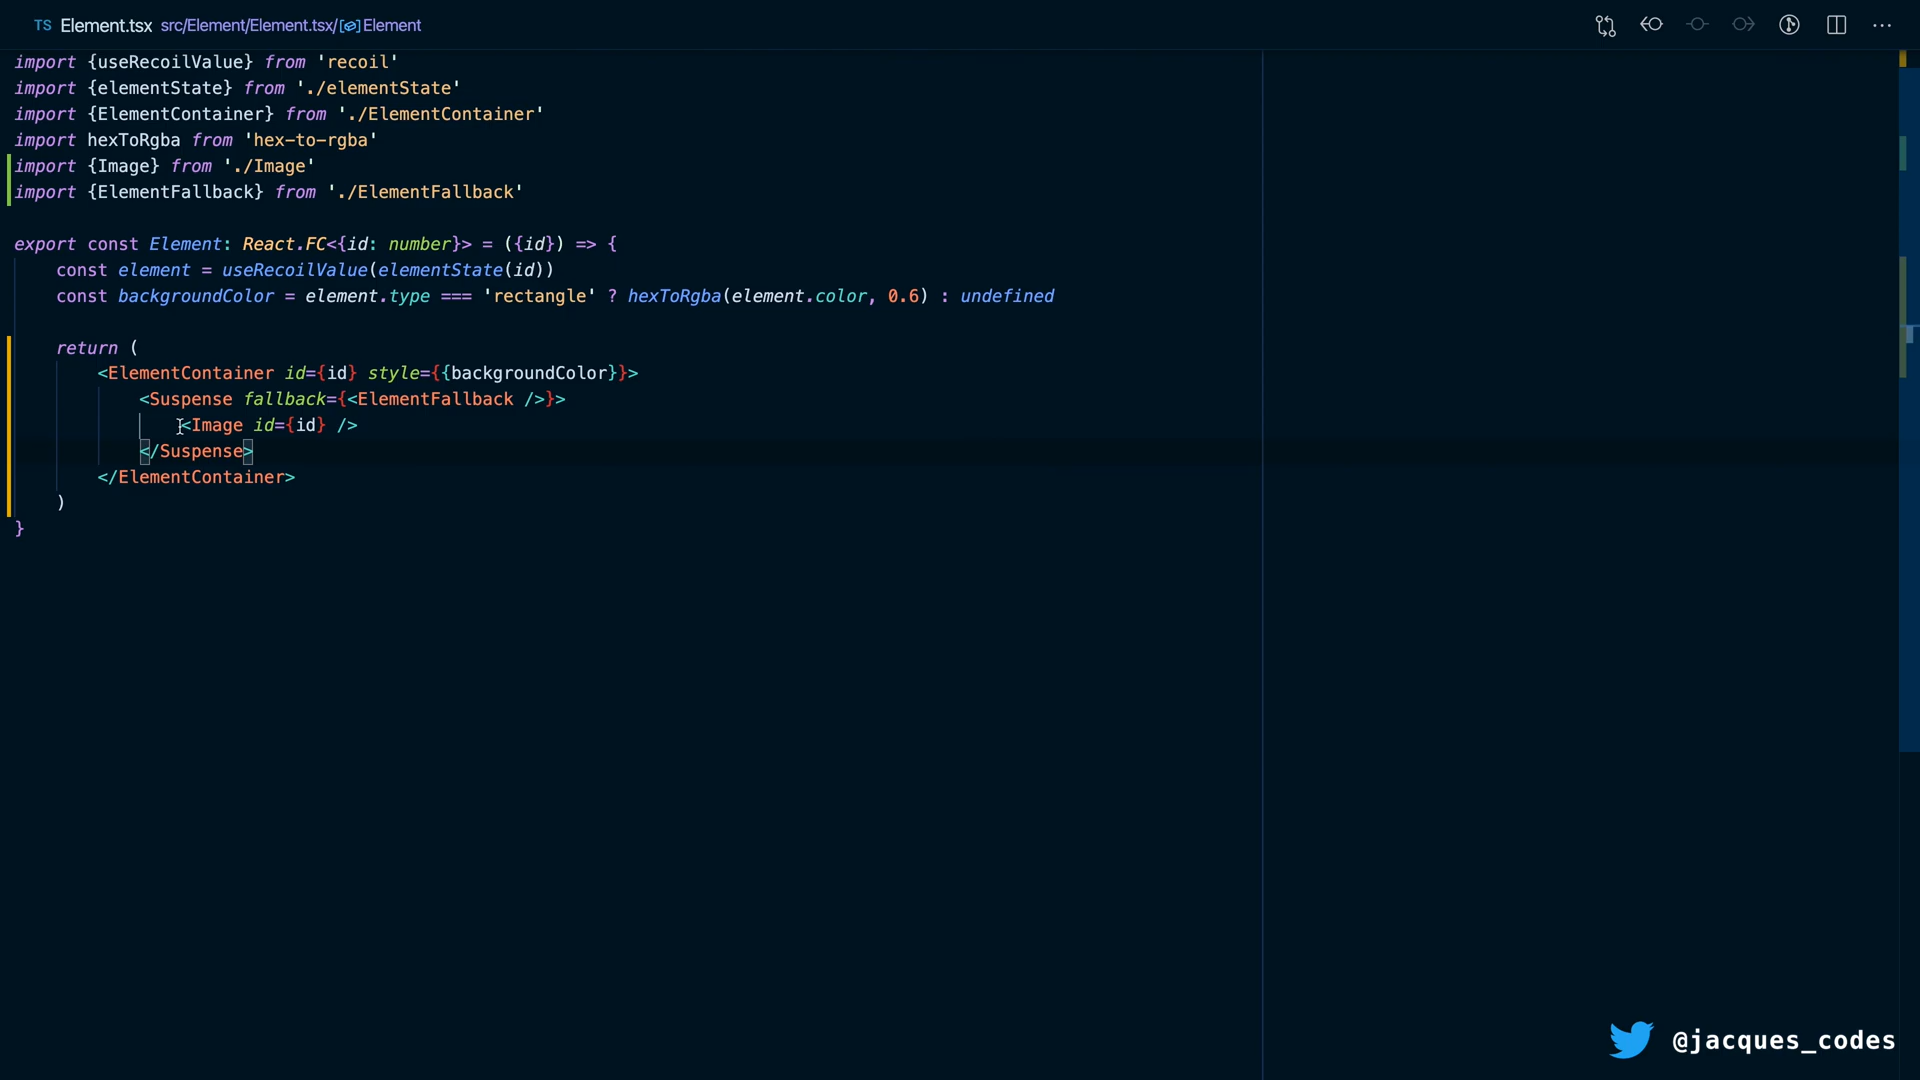 TS Element.tsx src/Element/Element.tsx/Element
import {useRecoilValue} from 'recoil'
import {elementState} from './elementState'
import {ElementContainer} from './ElementContainer'
import hexToRgba from 'hex-to-rgba'
import {Image} from './Image'
import {ElementFallback} from './ElementFallback'
export const Element: React.FC<{id: number}> = ({id}) => {
const element = useRecoilValue(elementState(id))
const backgroundColor = element.type === 'rectangle' ? hexToRgba(element.color, 0.6) : undefined
return (
<ElementContainer id={id} style={{backgroundColor}}>
<Suspense fallback={<ElementFallback />}>
<Image id={id} />
</Suspense>
</ElementContainer>
)
}
@jacques_codes